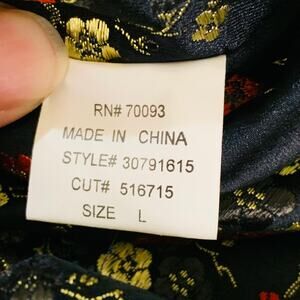 RN# 70093
MADE IN CHINA
STYLE# 30791615
CUT# 516715
SIZE L